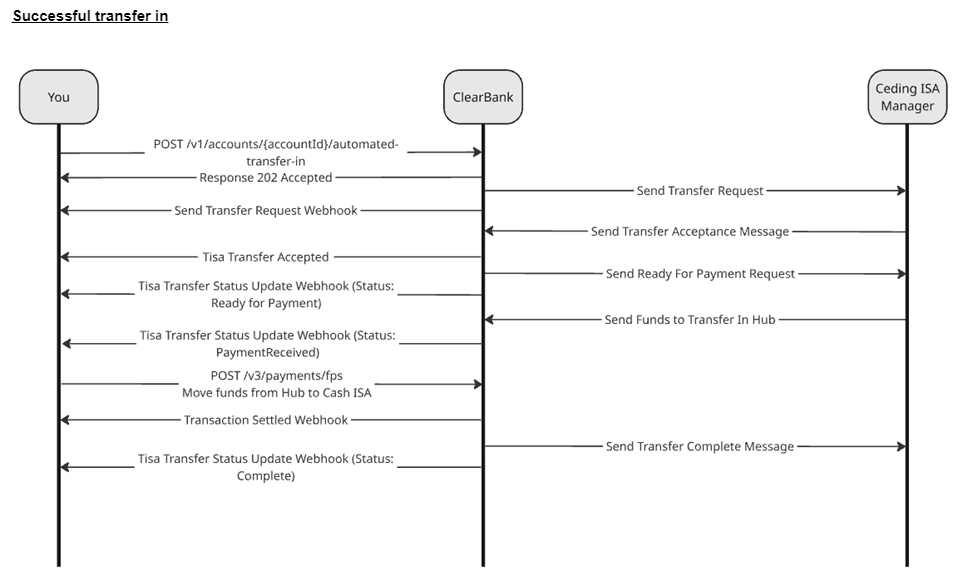 Successful transfer in
You
ClearBank
Ceding ISA
Manager
POST /v1/accounts/{accountId}/automated-
transfer-in
Response 202 Accepted
Send Transfer Request
Send Transfer Request Webhook
Send Transfer Acceptance Message
Tisa Transfer Accepted
Send Ready For Payment Request
Tisa Transfer Status Update Webhook (Status:
Ready for Payment)
Send Funds to Transfer In Hub
Tisa Transfer Status Update Webhook (Status:
PaymentReceived)
POST /v3/payments/fps
Move funds from Hub to Cash ISA
Transaction Settled Webhook
Send Transfer Complete Message
Tisa Transfer Status Update Webhook (Status:
Complete)